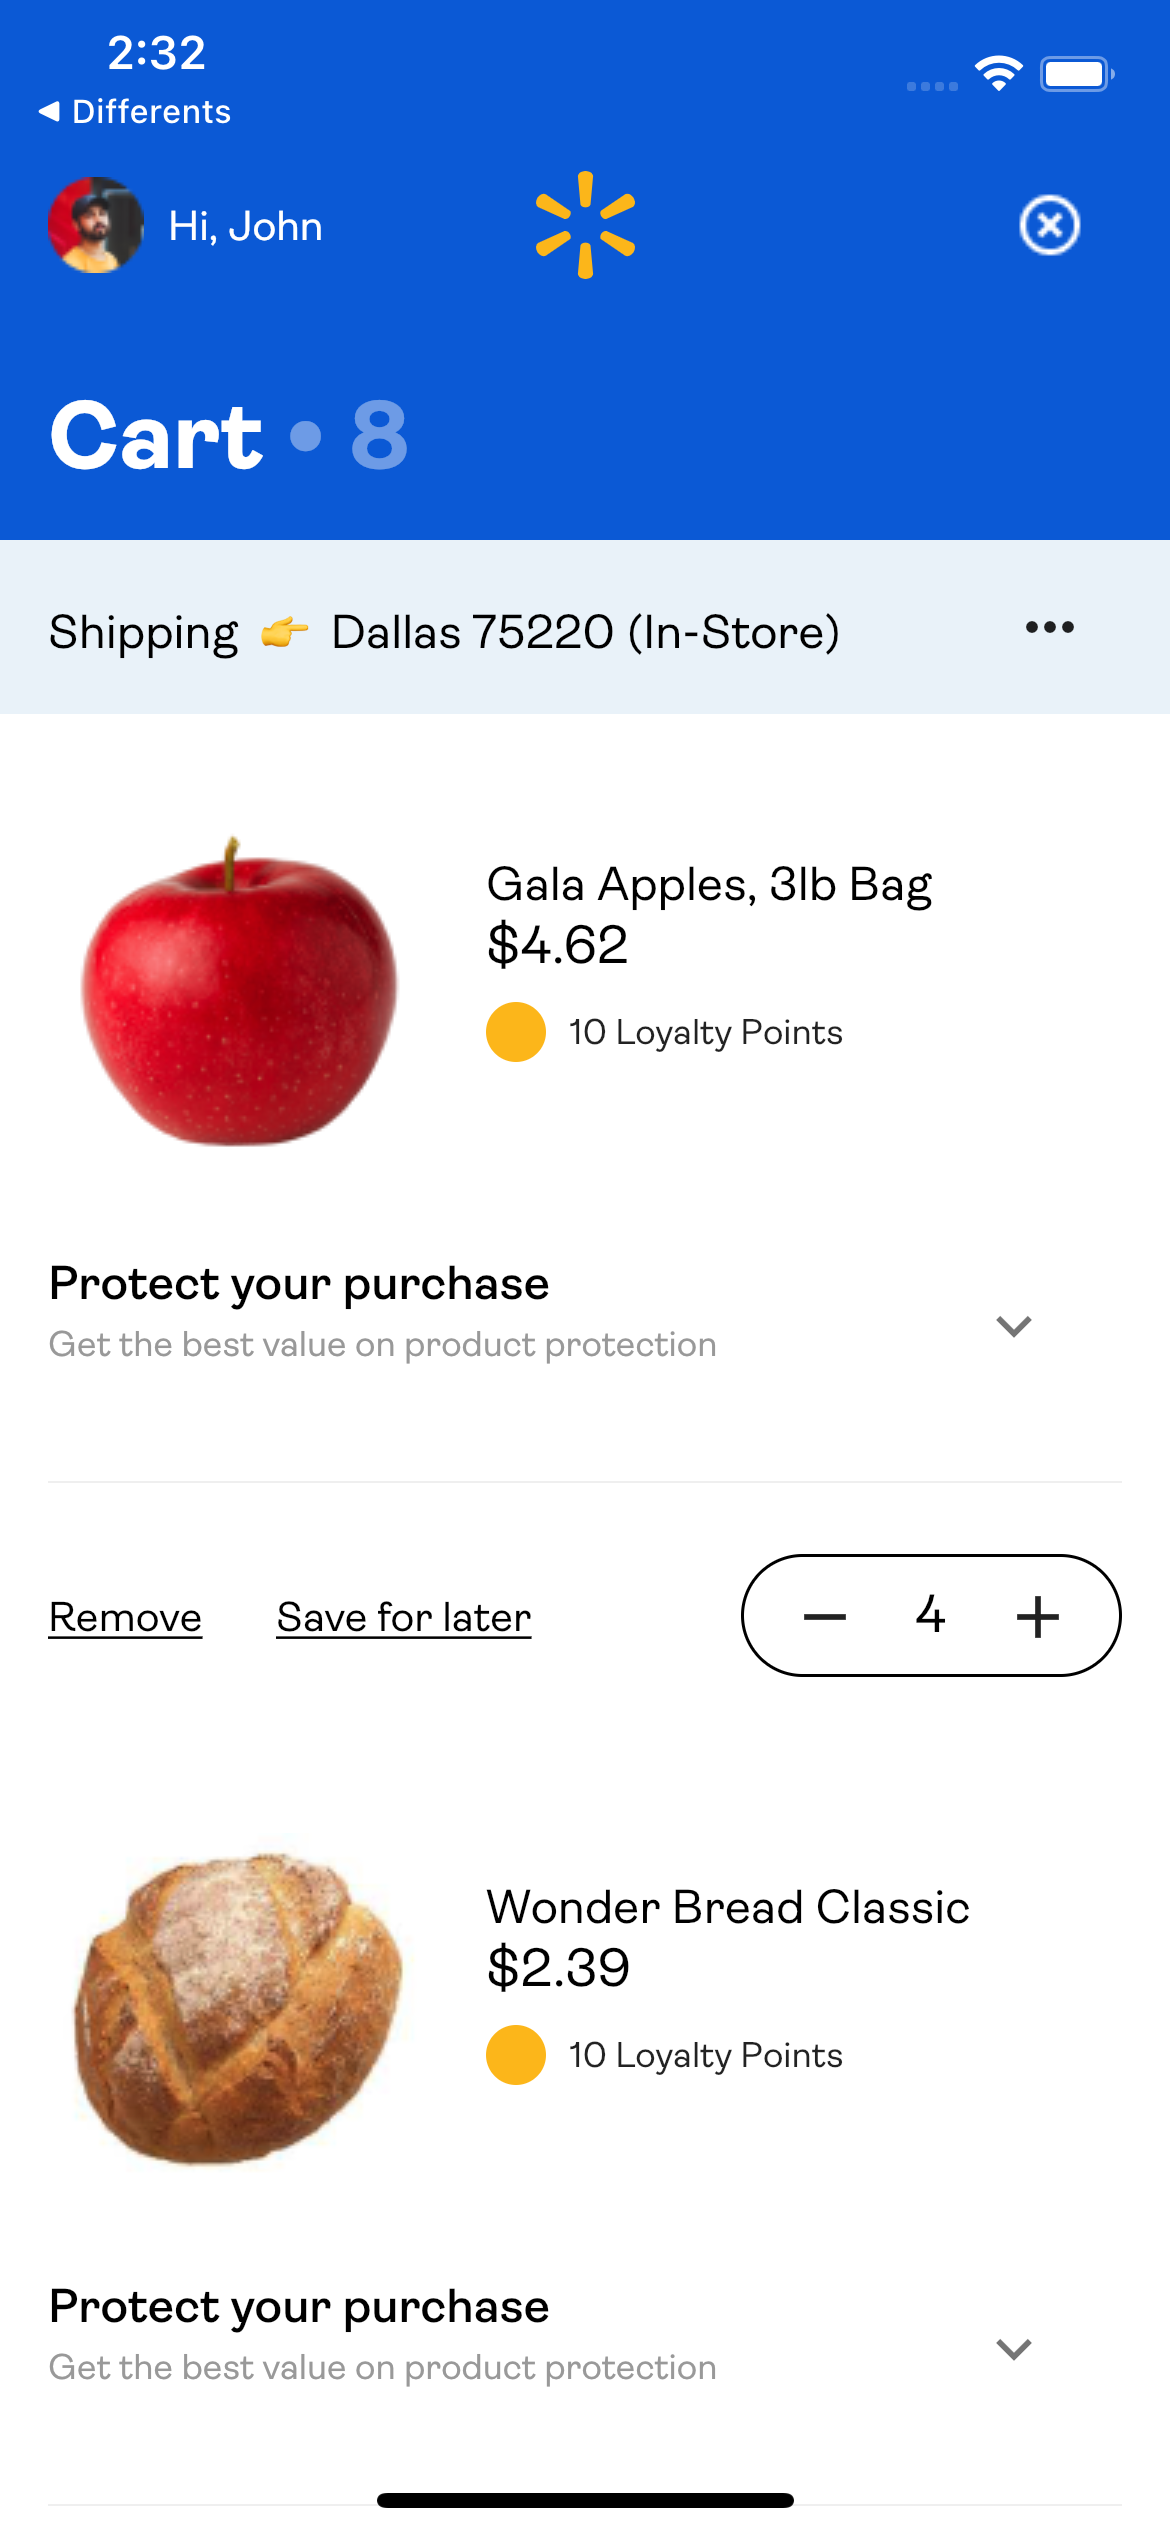 2:32
◀ Differents
Hi, John
Cart • 8
Shipping 👉 Dallas 75220 (In-Store)
Gala Apples, 3lb Bag
$4.62
10 Loyalty Points
Protect your purchase
Get the best value on product protection
Remove Save for later − 4 +
Wonder Bread Classic
$2.39
10 Loyalty Points
Protect your purchase
Get the best value on product protection